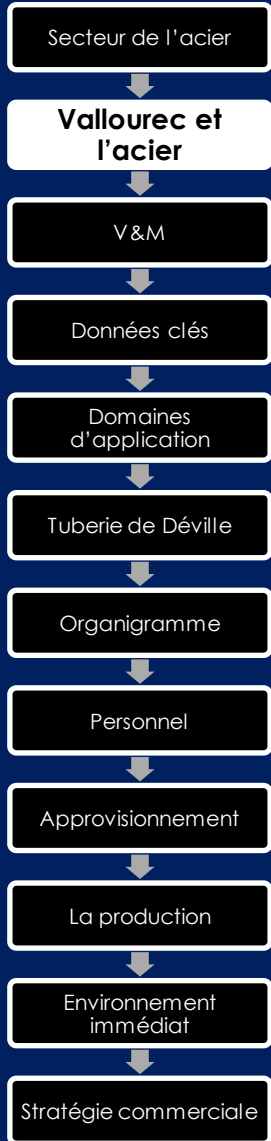 Secteur de l’acier
Vallourec et
l’acier
V&M
Données clés
Domaines
d’application
Tuberie de Déville
Organigramme
Personnel
Approvisionnement
La production
Environnement
immédiat
Stratégie commerciale